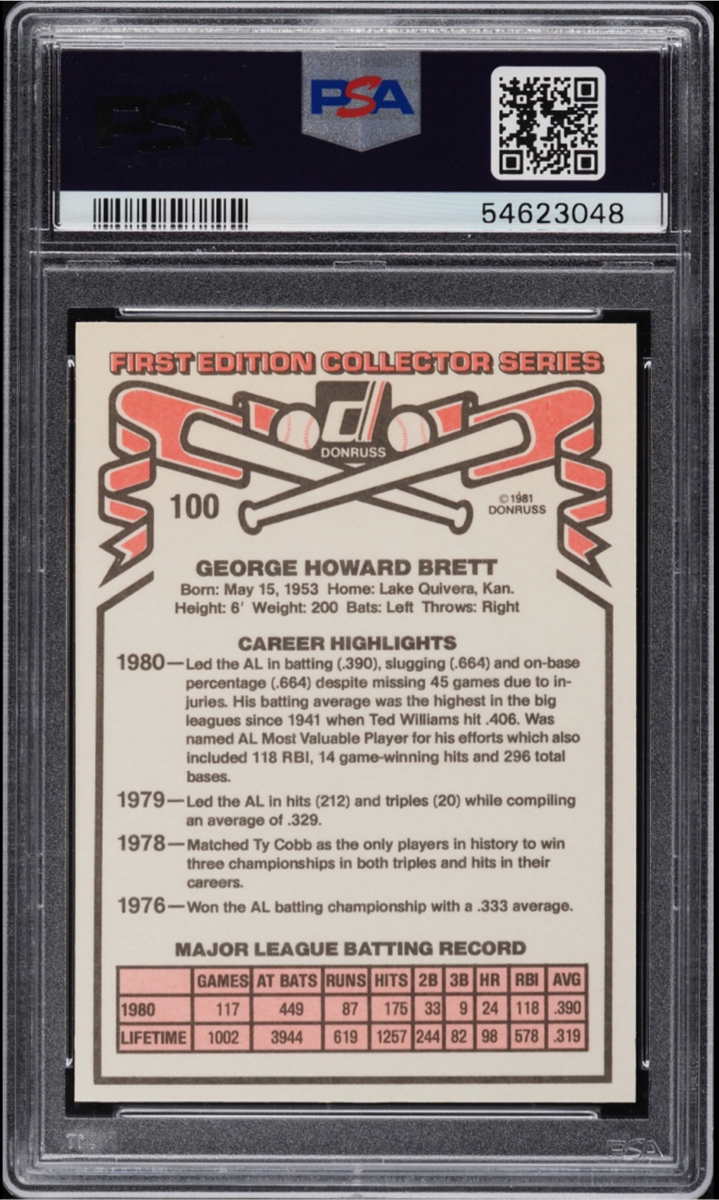 PSA
PSA
54623048
FIRST EDITION COLLECTOR SERIES
d
DONRUSS
100
©1981
DONRUSS
GEORGE HOWARD BRETT
Born: May 15, 1953 Home: Lake Quivera, Kan.
Height: 6' Weight: 200 Bats: Left Throws: Right
CAREER HIGHLIGHTS
1980—Led the AL in batting (.390), slugging (.664) and on-base
percentage (.664) despite missing 45 games due to in-
juries. His batting average was the highest in the big
leagues since 1941 when Ted Williams hit .406. Was
named AL Most Valuable Player for his efforts which also
included 118 RBI, 14 game-winning hits and 296 total
bases.
1979—Led the AL in hits (212) and triples (20) while compiling
an average of .329.
1978—Matched Ty Cobb as the only players in history to win
three championships in both triples and hits in their
careers.
1976—Won the AL batting championship with a .333 average.
MAJOR LEAGUE BATTING RECORD
GAMES AT BATS RUNS HITS 2B 3B HR RBI AVG
1980 117 449 87 175 33 9 24 118 .390
LIFETIME 1002 3944 619 1257 244 82 98 578 .319
PSA